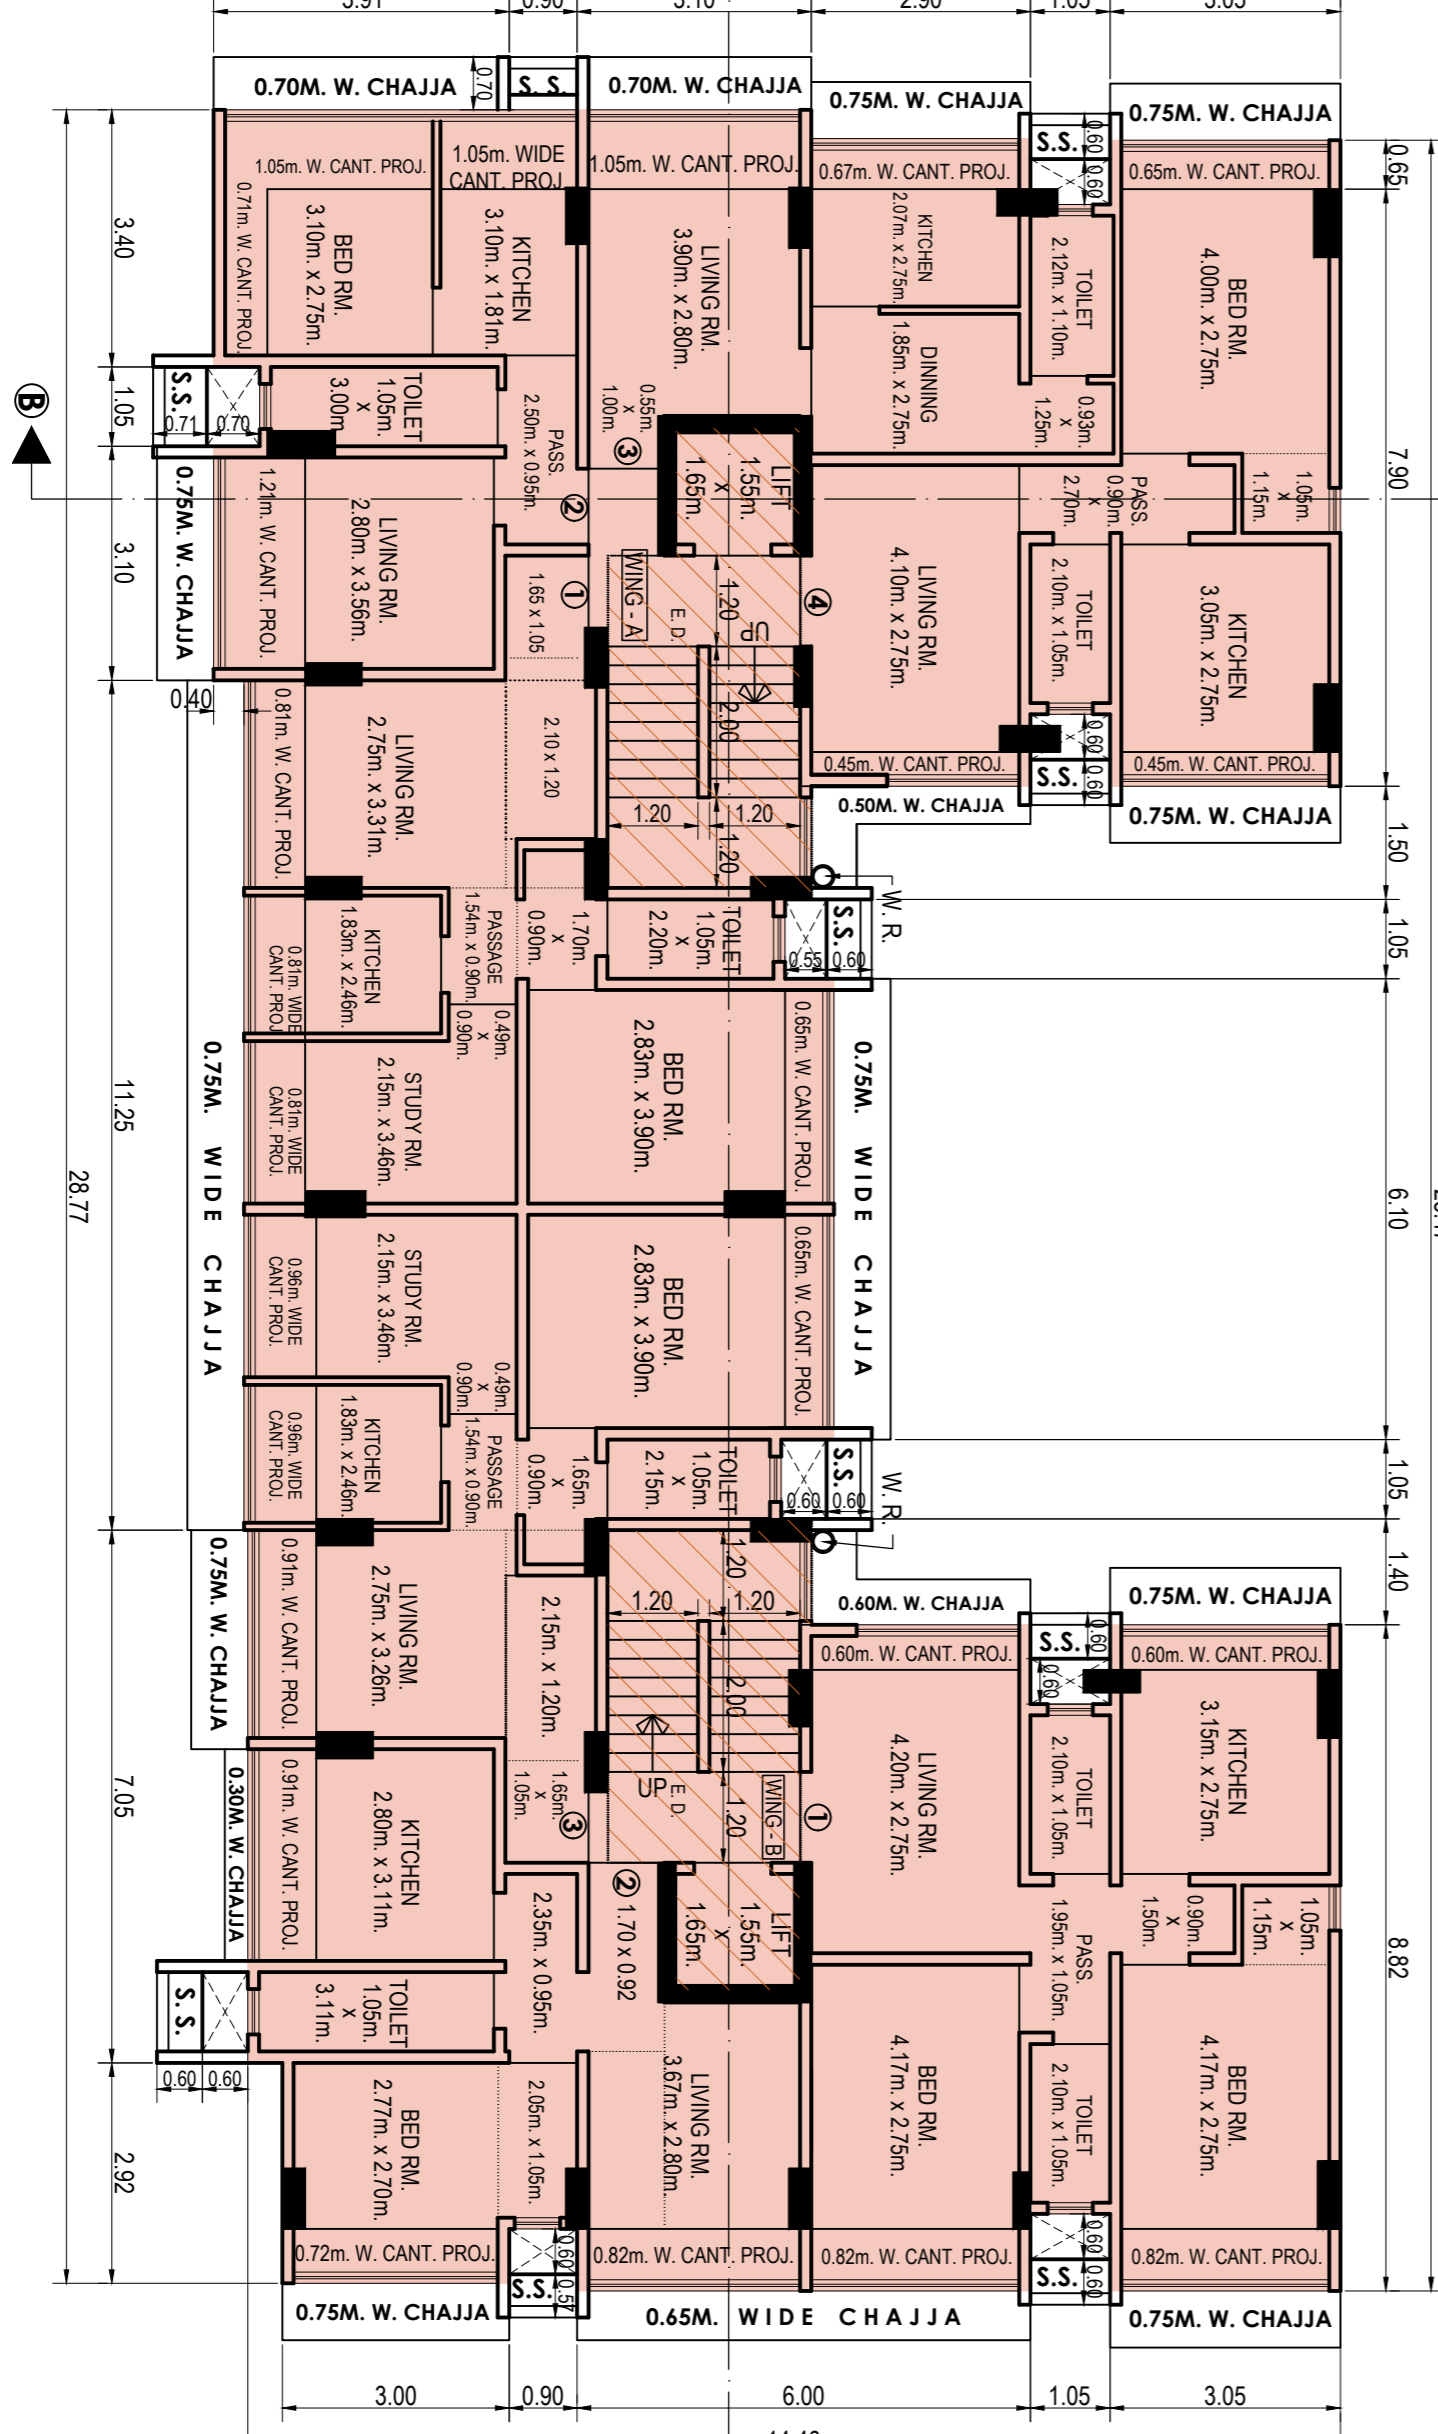 3.91
0.90
3.10
2.90
1.05
3.05
0.70M. W. CHAJJA
0.70
S. S.
0.70M. W. CHAJJA
0.75M. W. CHAJJA
0.75M. W. CHAJJA
S.S.
0.60
0.60
0.65
1.05m. W. CANT. PROJ.
1.05m. WIDE
CANT. PROJ.
1.05m. W. CANT. PROJ.
0.67m. W. CANT. PROJ.
0.65m. W. CANT. PROJ.
0.71m. W. CANT. PROJ.
BED RM.
3.10m. x 2.75m.
KITCHEN
3.10m. x 1.81m.
LIVING RM.
3.90m. x 2.80m.
KITCHEN
2.07m. x 2.75m.
TOILET
2.12m. x 1.10m.
BED RM.
4.00m. x 2.75m.
3.40
DINNING
1.85m. x 2.75m.
0.93m.
x
1.25m.
0.55m.
x
1.00m.
B
1.05
S.S.
0.71
0.70
TOILET
1.05m.
x
3.00m.
PASS.
2.50m. x 0.95m.
3
2
LIFT
1.55m.
x
1.65m.
PASS.
0.90m.
x
2.70m.
1.05m.
x
1.15m.
7.90
0.75M. W. CHAJJA
1.21m. W. CANT. PROJ.
LIVING RM.
2.80m. x 3.56m.
3.10
1
1.65 x 1.05
WING - A
E. D.
1.20
UP
4
LIVING RM.
4.10m. x 2.75m.
TOILET
2.10m. x 1.05m.
KITCHEN
3.05m. x 2.75m.
0.40
0.81m. W. CANT. PROJ.
LIVING RM.
2.75m. x 3.31m.
2.10 x 1.20
2.00
1.20
1.20
1.20
0.60
S.S.
0.60
0.45m. W. CANT. PROJ.
0.45m. W. CANT. PROJ.
0.50M. W. CHAJJA
0.75M. W. CHAJJA
1.50
W. R.
KITCHEN
1.83m. x 2.46m.
0.81m. WIDE
CANT. PROJ.
PASSAGE
1.54m. x 0.90m.
1.70m.
x
0.90m.
TOILET
1.05m.
x
2.20m.
S.S.
0.55
0.60
1.05
0.49m.
x
0.90m.
STUDY RM.
2.15m. x 3.46m.
0.81m. WIDE
CANT. PROJ.
BED RM.
2.83m. x 3.90m.
0.65m. W. CANT. PROJ.
0.75M. WIDE CHAJJA
0.75M. WIDE CHAJJA
11.25
28.77
6.10
STUDY RM.
2.15m. x 3.46m.
0.96m. WIDE
CANT. PROJ.
BED RM.
2.83m. x 3.90m.
0.65m. W. CANT. PROJ.
0.49m.
x
0.90m.
KITCHEN
1.83m. x 2.46m.
0.96m. WIDE
CANT. PROJ.
PASSAGE
1.54m. x 0.90m.
1.65m.
x
0.90m.
TOILET
1.05m.
x
2.15m.
S.S.
0.60
0.60
W. R.
1.05
1.40
0.75M. W. CHAJJA
0.91m. W. CANT. PROJ.
LIVING RM.
2.75m. x 3.26m.
2.15m. x 1.20m.
1.20
1.20
1.20
2.00
0.60M. W. CHAJJA
0.75M. W. CHAJJA
0.60m. W. CANT. PROJ.
S.S.
0.60
0.60
0.60m. W. CANT. PROJ.
LIVING RM.
4.20m. x 2.75m.
TOILET
2.10m. x 1.05m.
KITCHEN
3.15m. x 2.75m.
7.05
0.30M. W. CHAJJA
0.91m. W. CANT. PROJ.
KITCHEN
2.80m. x 3.11m.
1.65m.
x
1.05m.
3
UP
E. D.
1.20
WING - B
1
2
1.70 x 0.92
2.35m. x 0.95m.
LIFT
1.55m.
x
1.65m.
PASS.
1.95m. x 1.05m.
0.90m.
x
1.50m.
1.05m.
x
1.15m.
8.82
S. S.
TOILET
1.05m.
x
3.11m.
0.60
0.60
BED RM.
2.77m. x 2.70m.
2.05m. x 1.05m.
LIVING RM.
3.67m. x 2.80m.
BED RM.
4.17m. x 2.75m.
TOILET
2.10m. x 1.05m.
BED RM.
4.17m. x 2.75m.
2.92
0.72m. W. CANT. PROJ.
0.60
S.S.
0.57
0.82m. W. CANT. PROJ.
0.82m. W. CANT. PROJ.
0.60
S.S.
0.60
0.82m. W. CANT. PROJ.
0.75M. W. CHAJJA
0.65M. WIDE CHAJJA
0.75M. W. CHAJJA
3.00
0.90
6.00
1.05
3.05